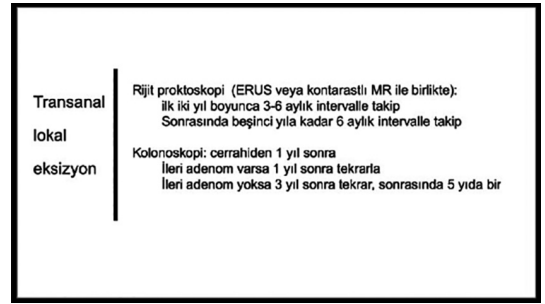 Transanal
lokal
eksizyon
Rijit proktoskopi (ERUS veya kontarastlı MR ile birlikte):
ilk iki yıl boyunca 3-6 aylık intervalle takip
Sonrasında beşinci yıla kadar 6 aylık intervalle takip
Kolonoskopi: cerrahiden 1 yıl sonra
İleri adenom varsa 1 yıl sonra tekrarla
İleri adenom yoksa 3 yıl sonra tekrar, sonrasında 5 yıda bir